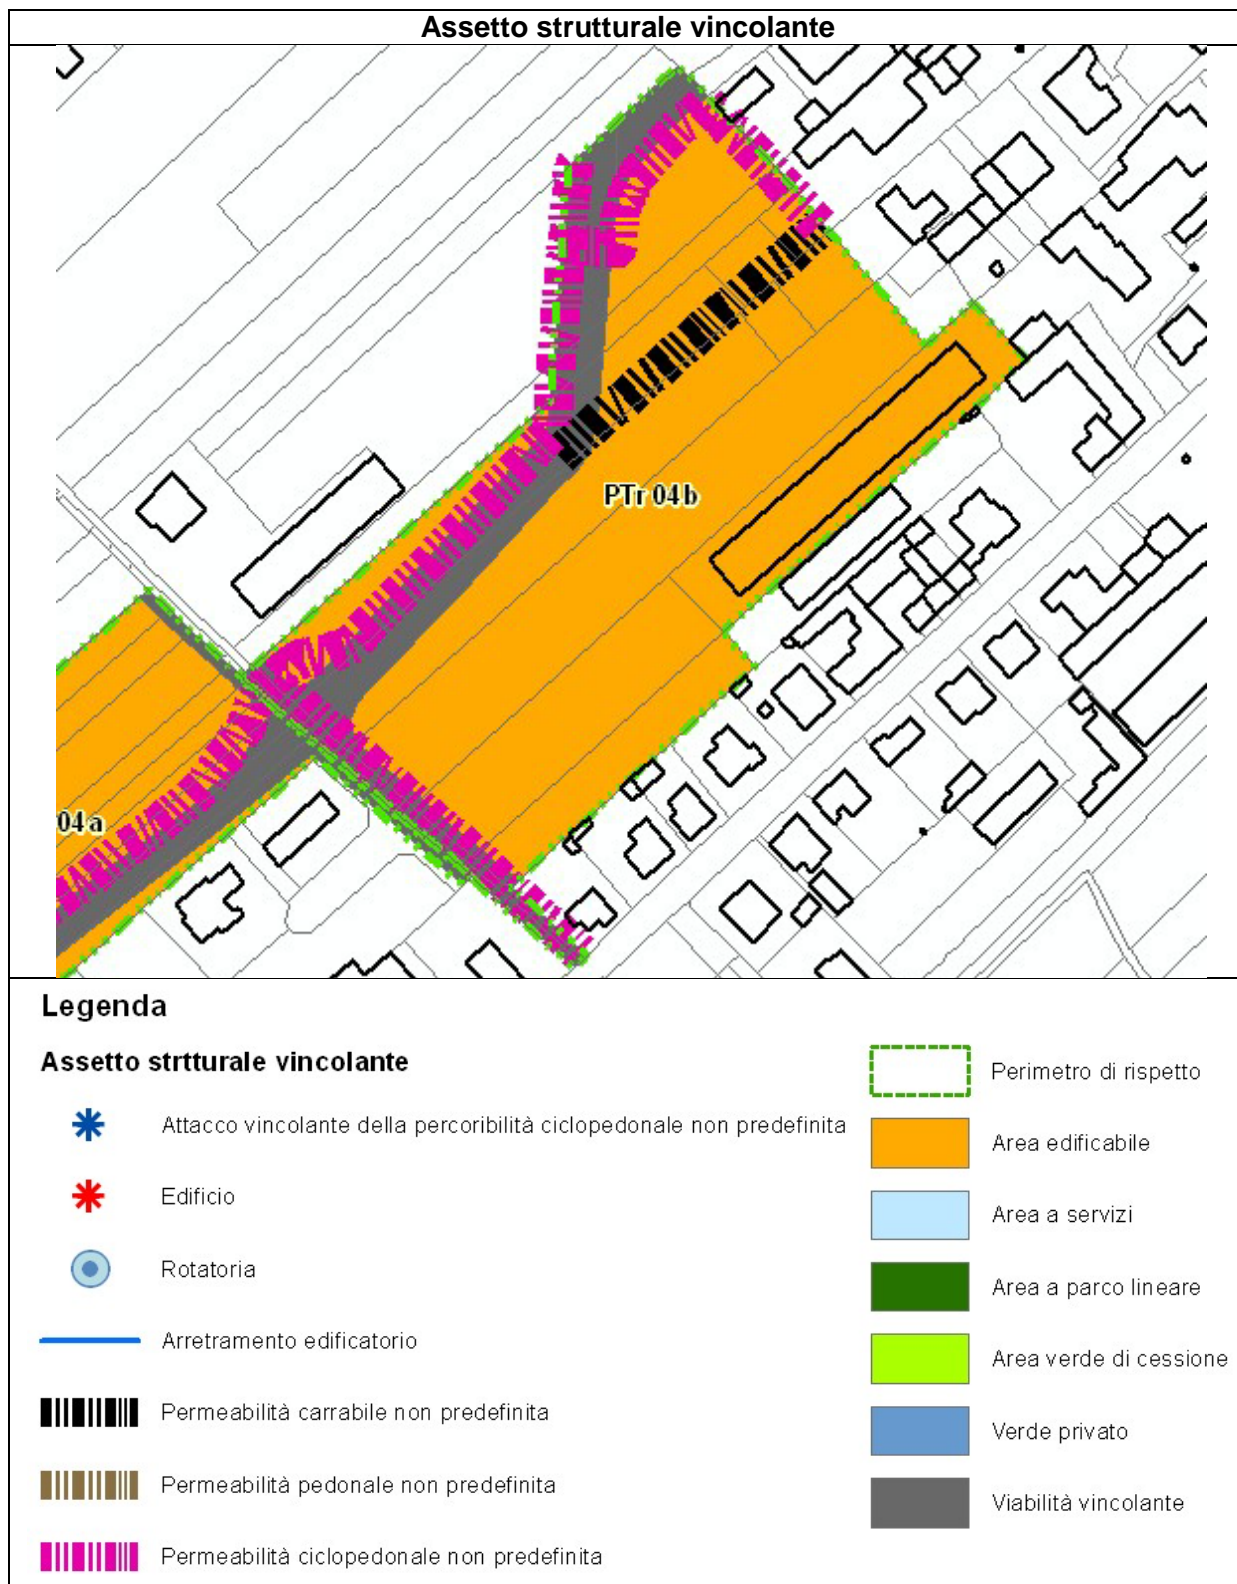 Assetto strutturale vincolante
PTr 04b
04a
Legenda
Assetto strtturale vincolante
Attacco vincolante della percoribilità ciclopedonale non predefinita
Edificio
Rotatoria
Arretramento edificatorio
Permeabilità carrabile non predefinita
Permeabilità pedonale non predefinita
Permeabilità ciclopedonale non predefinita
Perimetro di rispetto
Area edificabile
Area a servizi
Area a parco lineare
Area verde di cessione
Verde privato
Viabilità vincolante